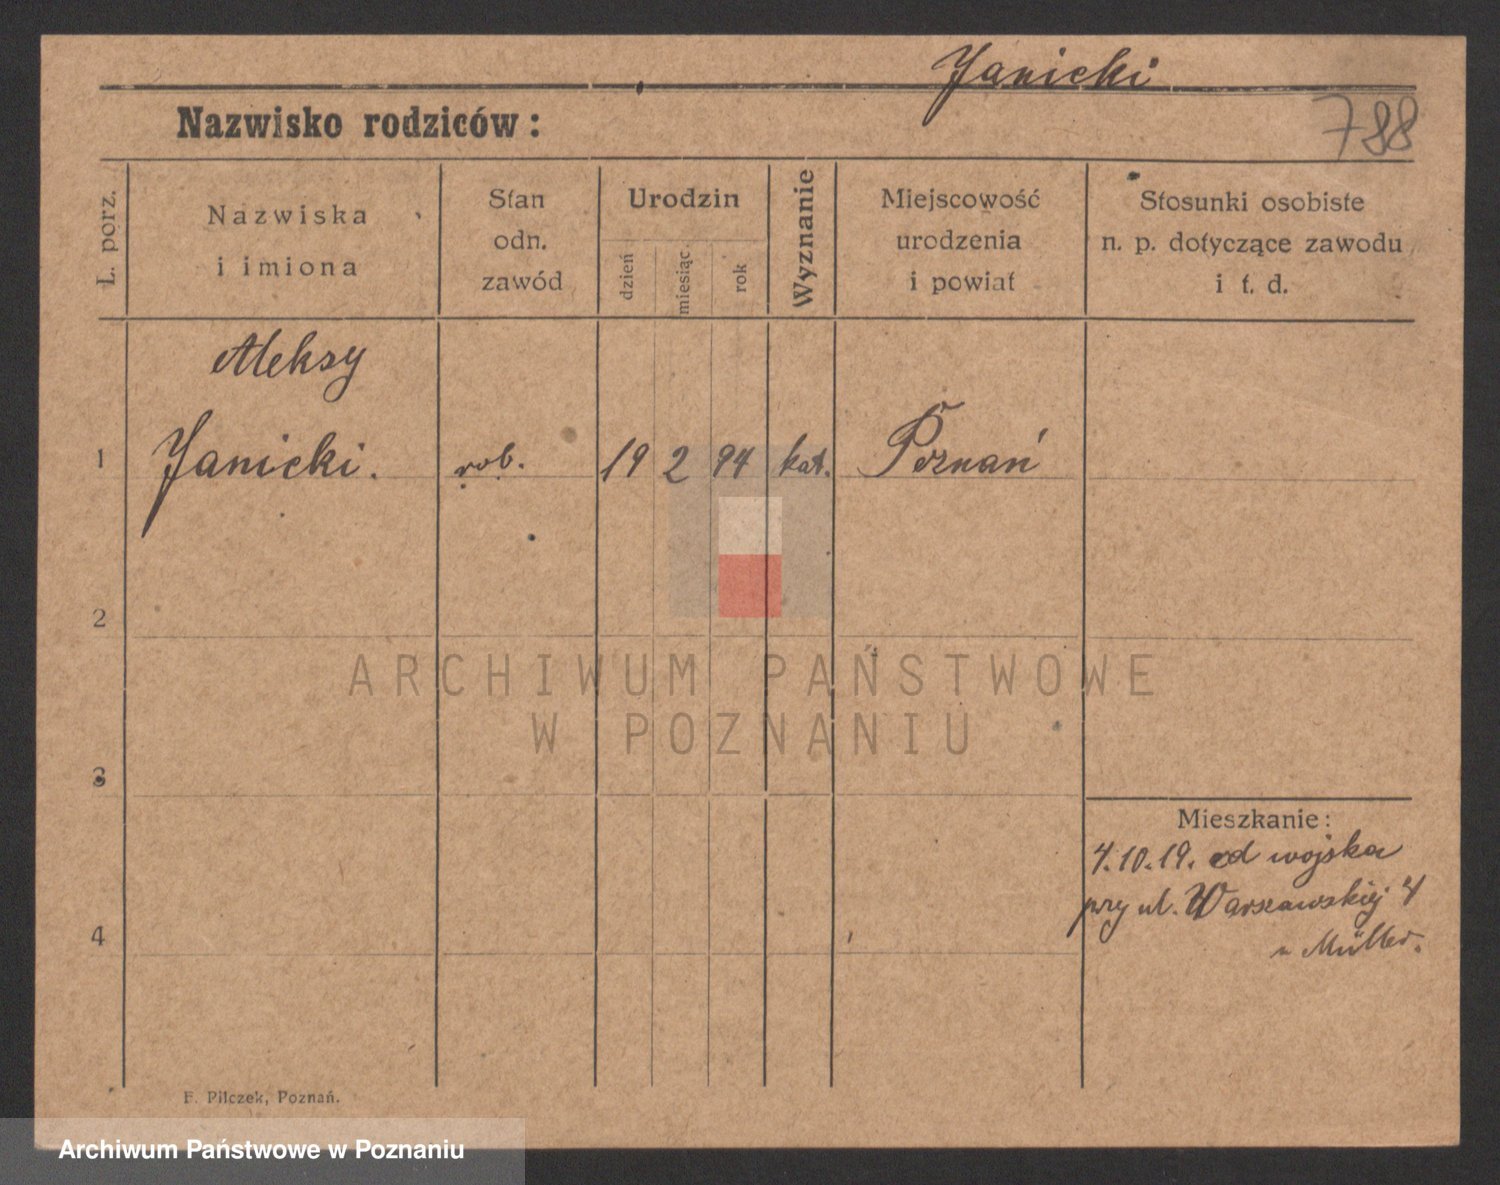 Janicki
788
Nazwisko rodziców:
L. porz.
Nazwiska
i imiona
Stan
odn.
zawód
Urodzin
dzień
miesiąc
rok
Wyznanie
Miejscowość
urodzenia
i powiat
Stosunki osobiste
n. p. dotyczące zawodu
i t. d.
Aleksy
1 Janicki. rob. 19 2 94 kat. Poznań
2
ARCHIWUM PAŃSTWOWE
W POZNANIU
3
Mieszkanie:
4.10.19. od wojska
przy ul. Warszawskiej 4
u Müller.
4
F. Pilczek, Poznań.
Archiwum Państwowe w Poznaniu